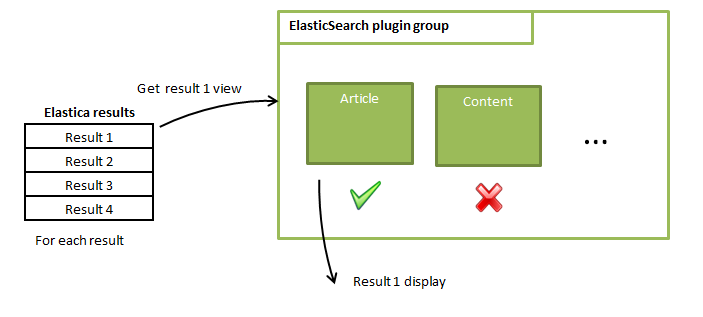 ElasticSearch plugin group
Get result 1 view
Article
Content
Elastica results
Result 1
Result 2
Result 3
Result 4
...
For each result
Result 1 display